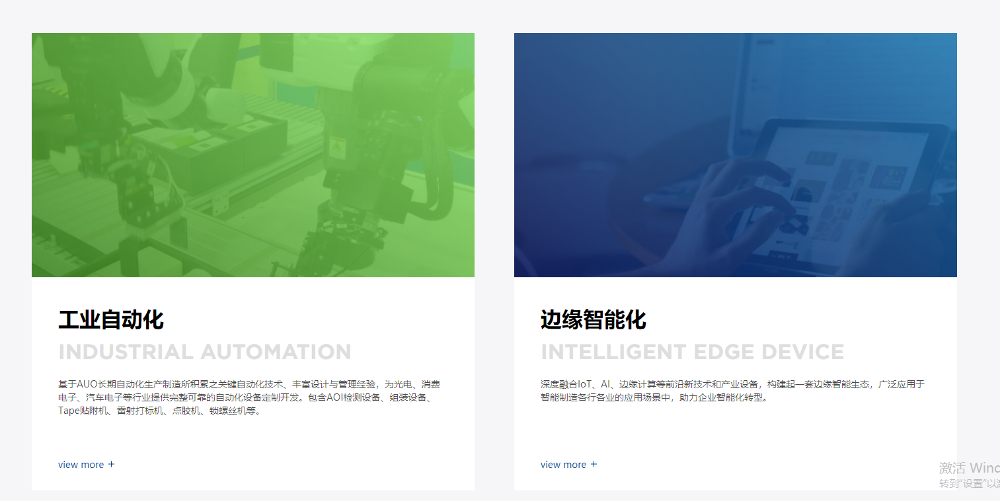 工业自动化
INDUSTRIAL AUTOMATION
基于AUO长期自动化生产制造所积累之关键自动化技术、丰富设计与管理经验，为光电、消费
电子、汽车电子等行业提供完整可靠的自动化设备定制开发。包含AOI检测设备、组装设备、
Tape贴附机、雷射打标机、点胶机、锁螺丝机等。
view more +
边缘智能化
INTELLIGENT EDGE DEVICE
深度融合IoT、AI、边缘计算等前沿新技术和产业设备，构建起一套边缘智能生态，广泛应用于
智能制造各行各业的应用场景中，助力企业智能化转型。
view more +
激活 Wind
转到"设置"以激